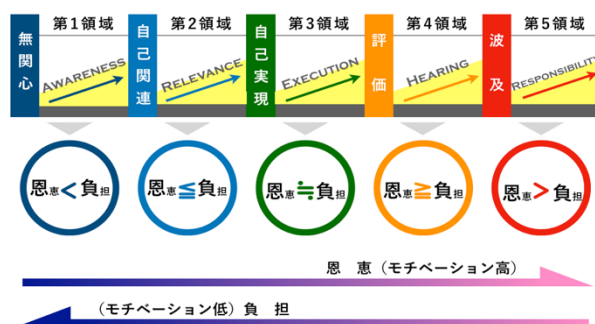 第1領域 第2領域 第3領域 第4領域 第5領域
無関心
AWARENESS
自己関連
RELEVANCE
自己実現
EXECUTION
評価
HEARING
波及
RESPONSIBILITY
恩恵<負担
恩恵≦負担
恩恵≒負担
恩恵≧負担
恩恵>負担
恩 恵（モチベーション高）
（モチベーション低）負 担